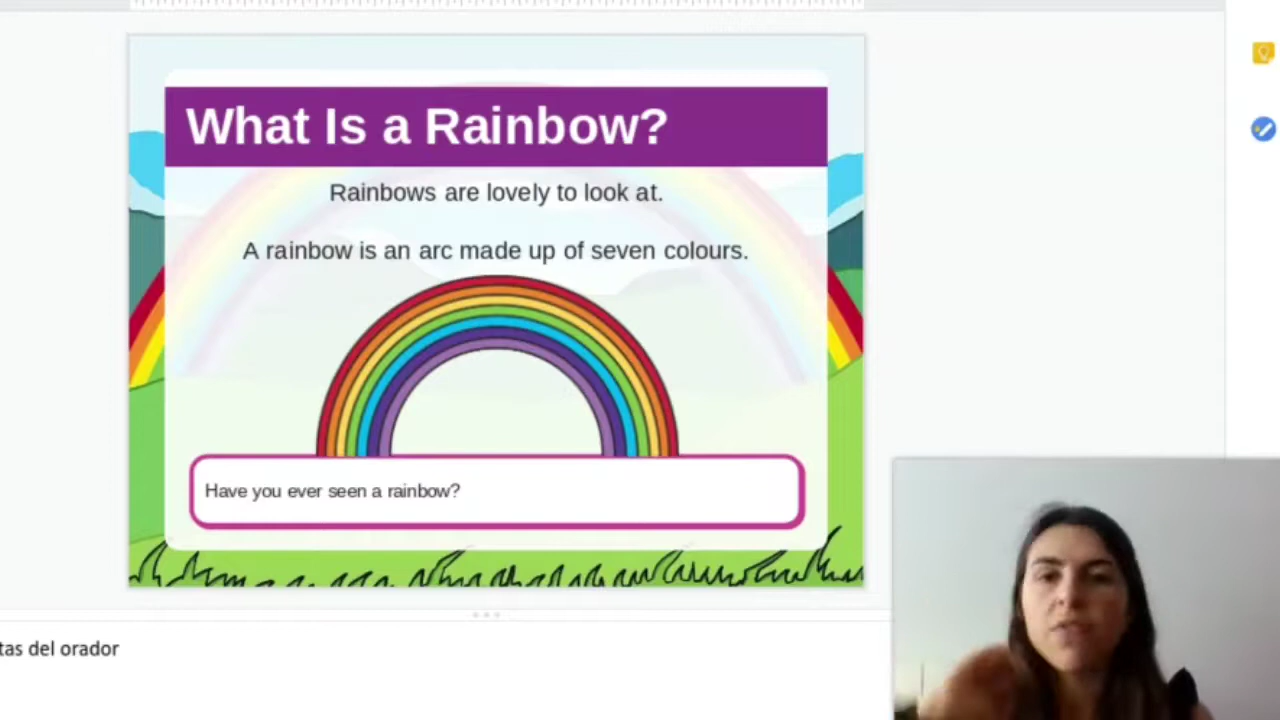 What Is a Rainbow?
Rainbows are lovely to look at.
A rainbow is an arc made up of seven colours.
Have you ever seen a rainbow?
tas del orador